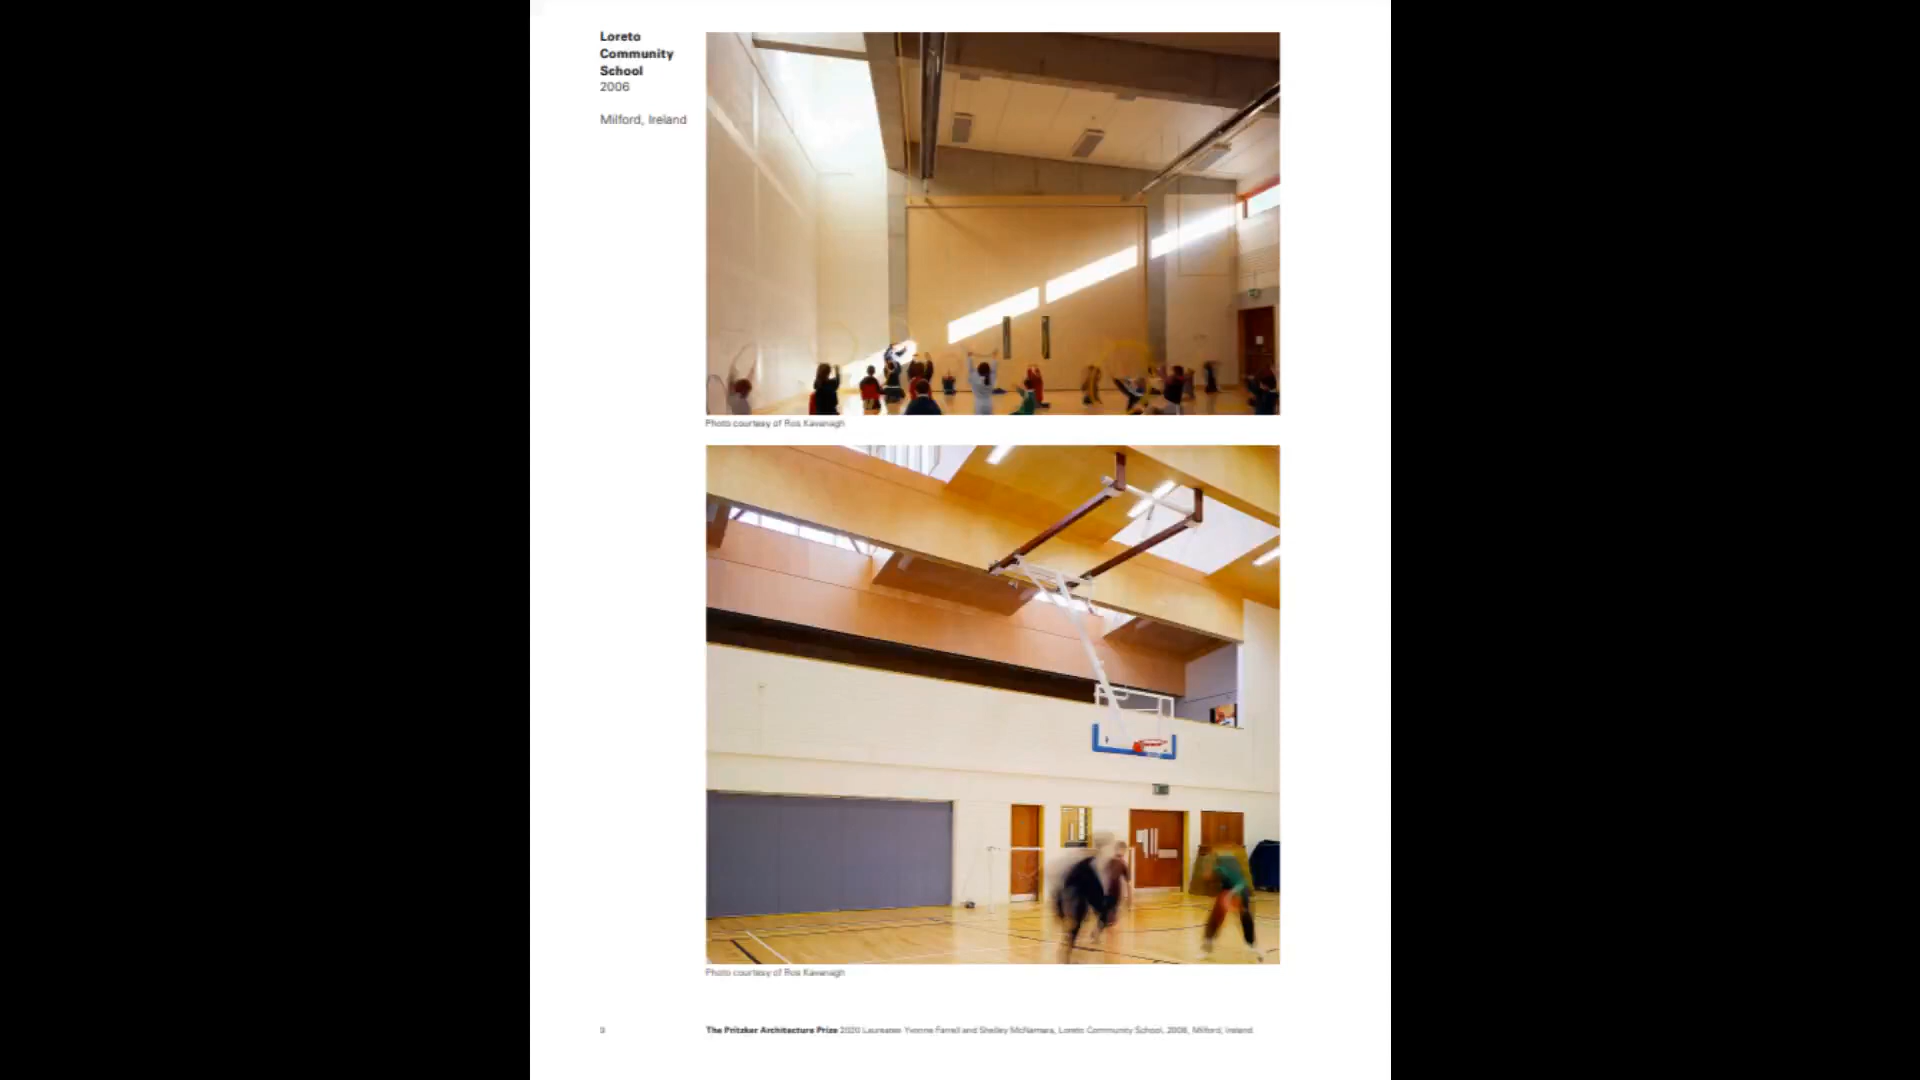 Loreto
Community
School
2006
Milford, Ireland
Photo courtesy of Ros Kavanagh
Photo courtesy of Ros Kavanagh
9
The Pritzker Architecture Prize 2020 Laureates Yvonne Farrell and Shelley McNamara, Loreto Community School, 2006, Milford, Ireland